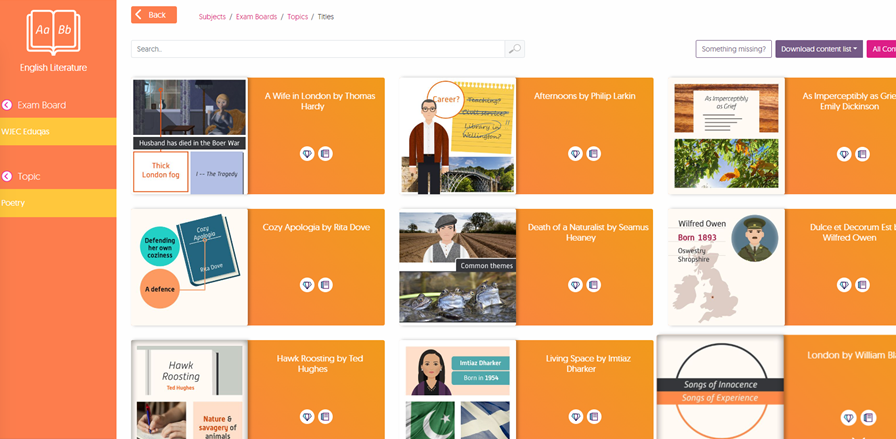 Aa Bb
English Literature
Exam Board
WJEC Eduqas
Topic
Poetry
Back
Subjects / Exam Boards / Topics / Titles
Search..
Something missing?
Download content list
All Cont
Husband has died in the Boer War
Thick
London fog
I -- The Tragedy
A Wife in London by Thomas
Hardy
Career?
Teaching?
Civil service?
Library in
Wellington?
!!
Afternoons by Philip Larkin
As Imperceptibly
as Grief
As Imperceptibly as Grie
Emily Dickinson
Defending
her own
coziness
A defence
Cozy
Apologia
Rita Dove
Cozy Apologia by Rita Dove
Common themes
Death of a Naturalist by Seamus
Heaney
Wilfred Owen
Born 1893
Oswestry
Shropshire
Dulce et Decorum Est b
Wilfred Owen
Hawk
Roosting
Ted Hughes
Nature &
savagery of
animals
Hawk Roosting by Ted
Hughes
Imtiaz Dharker
Born in 1954
Living Space by Imtiaz
Dharker
Songs of Innocence
Songs of Experience
London by William Bla